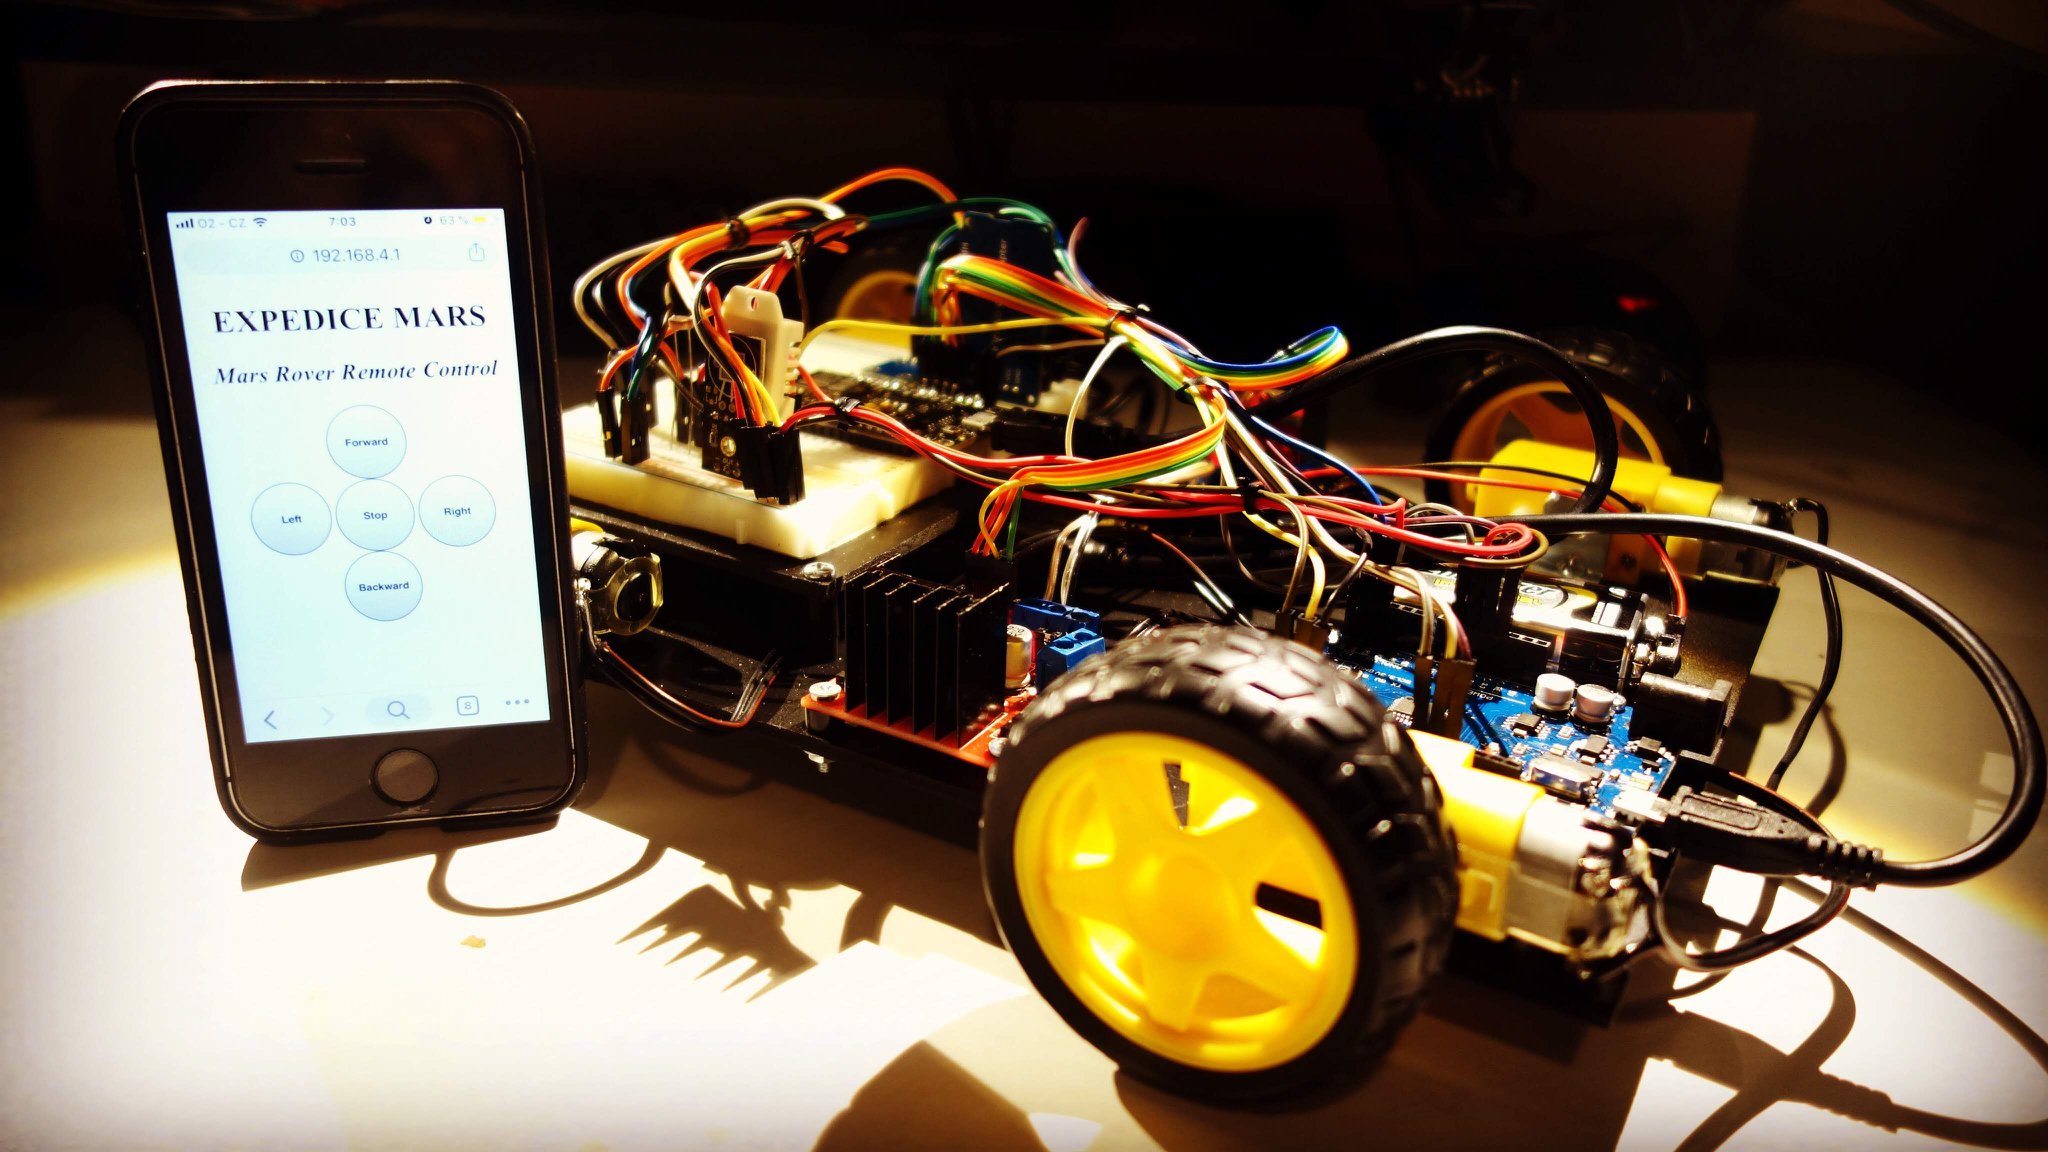 O2 - CZ 7:03 63 %
192.168.4.1
EXPEDICE MARS
Mars Rover Remote Control
Forward
Left Stop Right
Backward
8